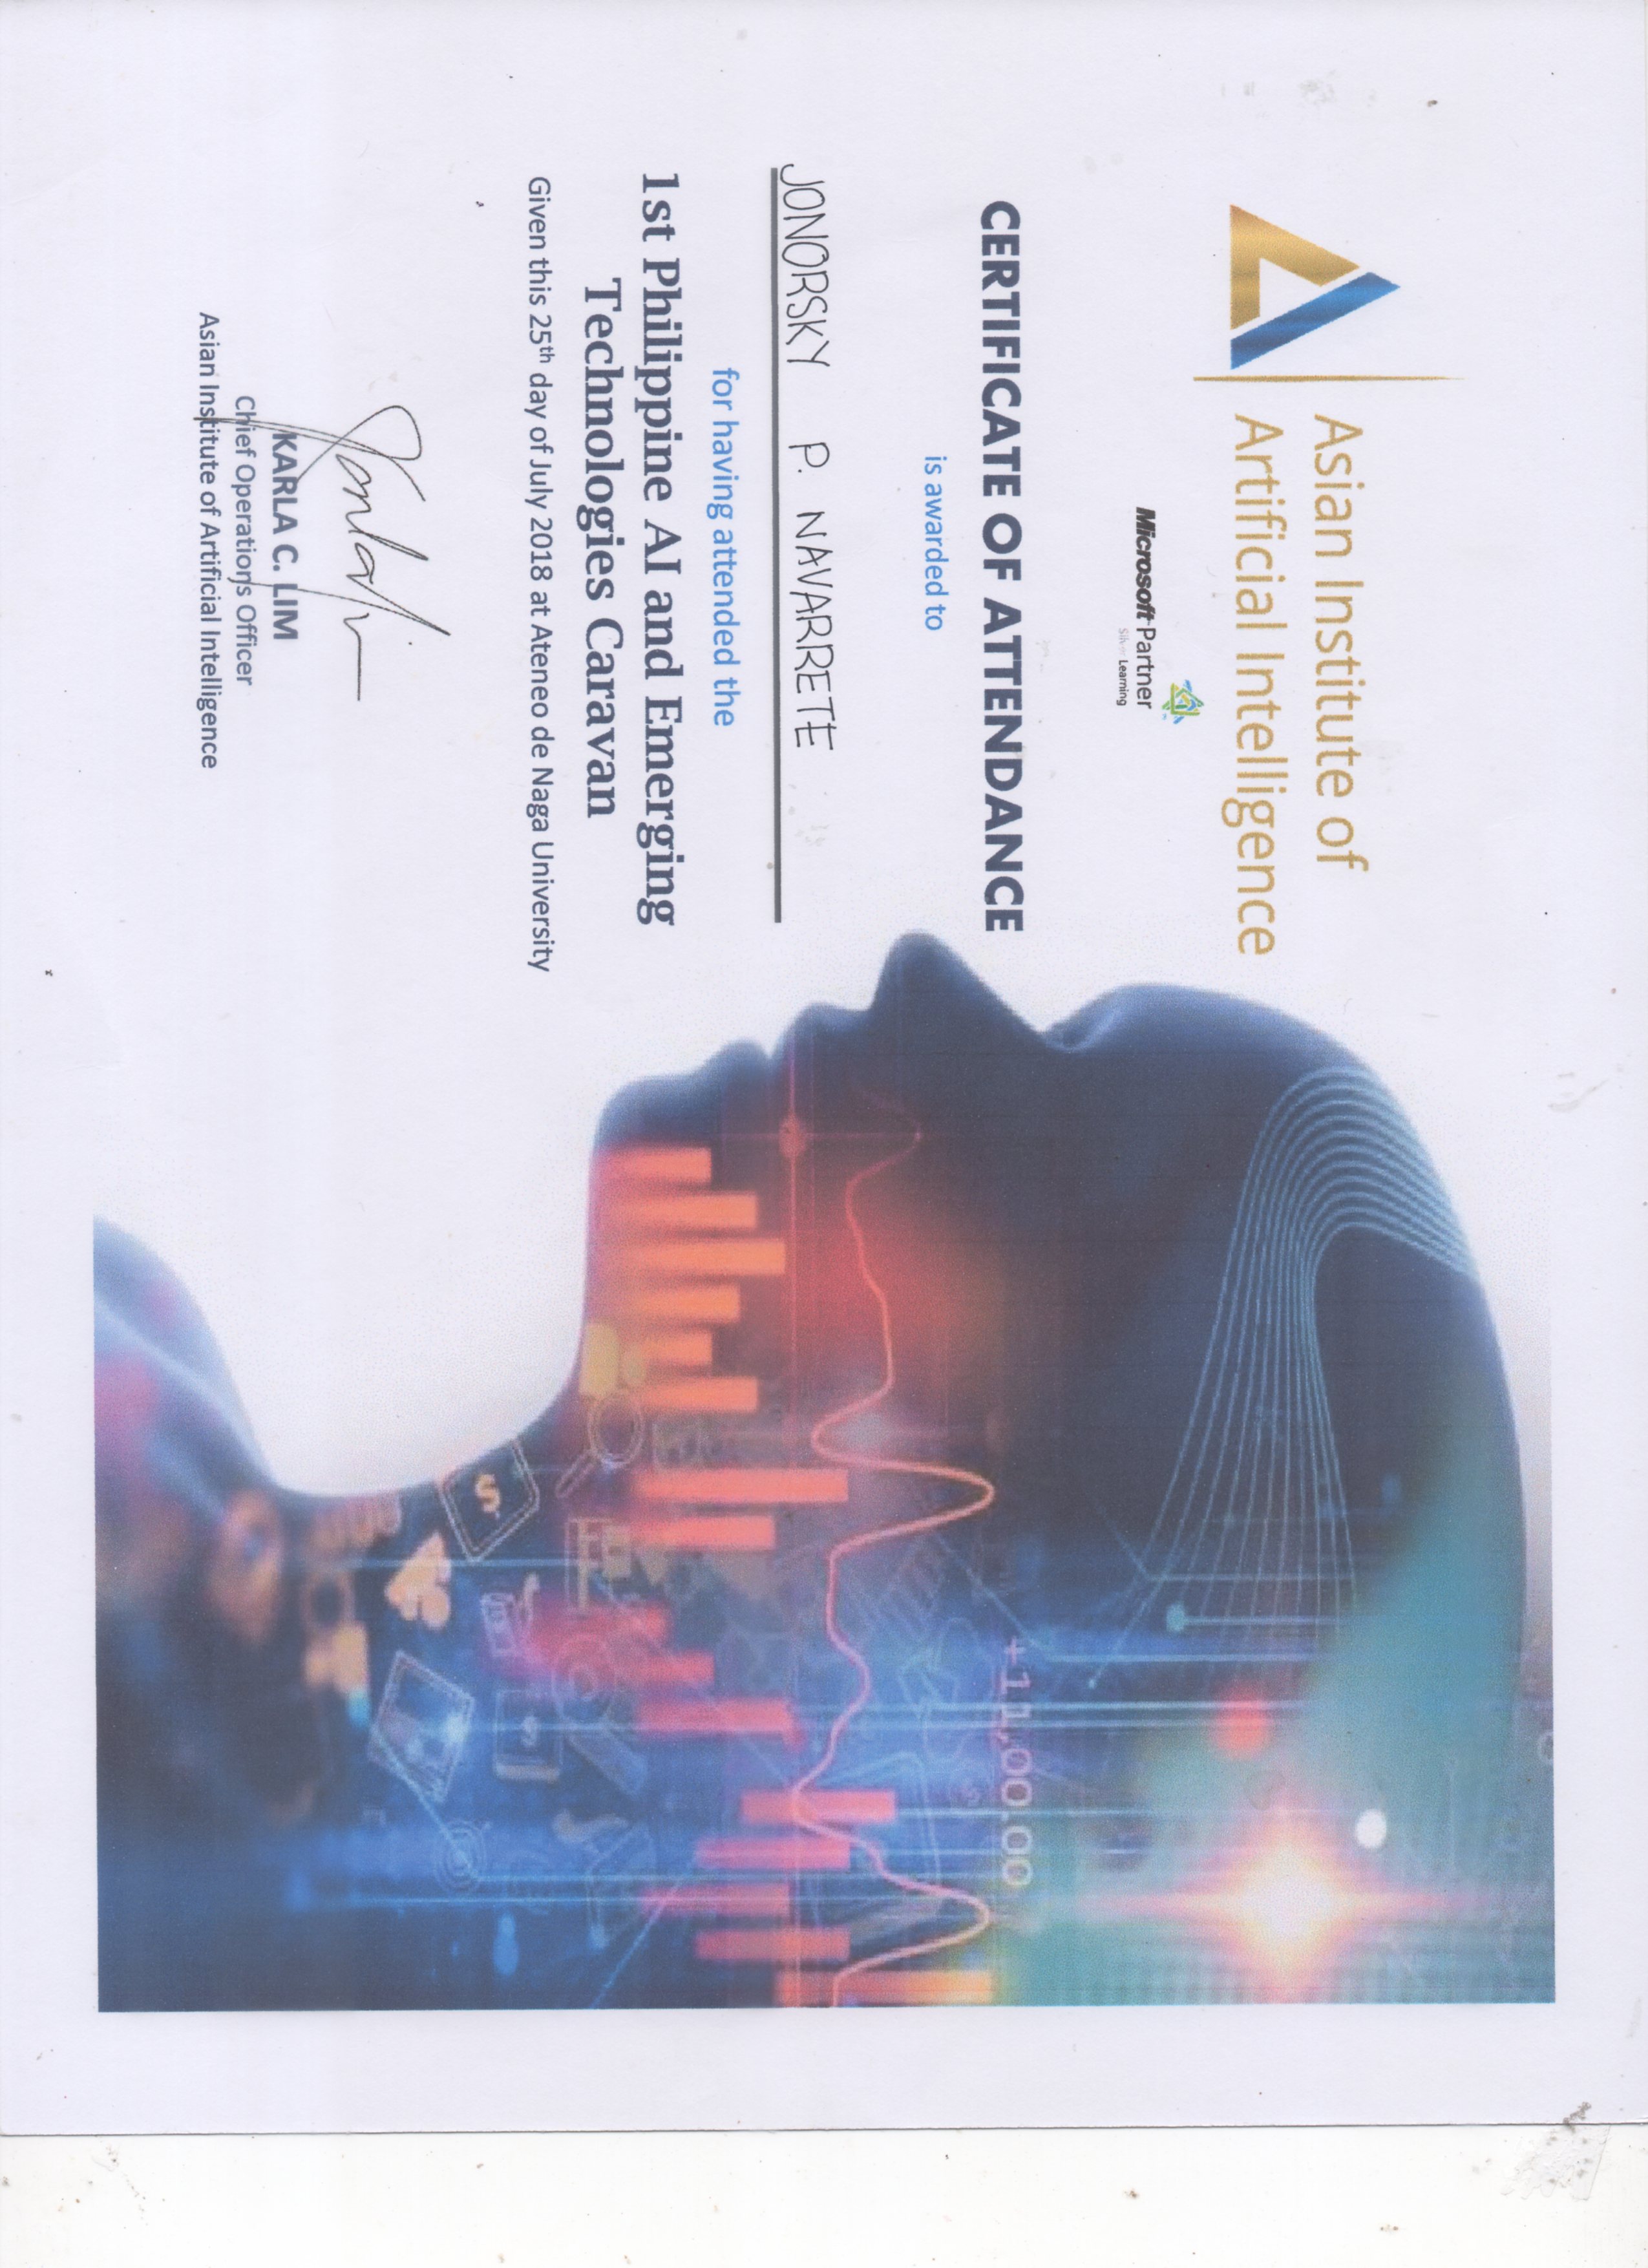 Asian Institute of
Artificial Intelligence
Microsoft Partner
Silver Learning
CERTIFICATE OF ATTENDANCE
is awarded to
JONORSKY P. NAVARRETE
for having attended the
1st Philippine AI and Emerging
Technologies Caravan
Given this 25th day of July 2018 at Ateneo de Naga University
KARLA C. LIM
Chief Operations Officer
Asian Institute of Artificial Intelligence
+11,00.00
$